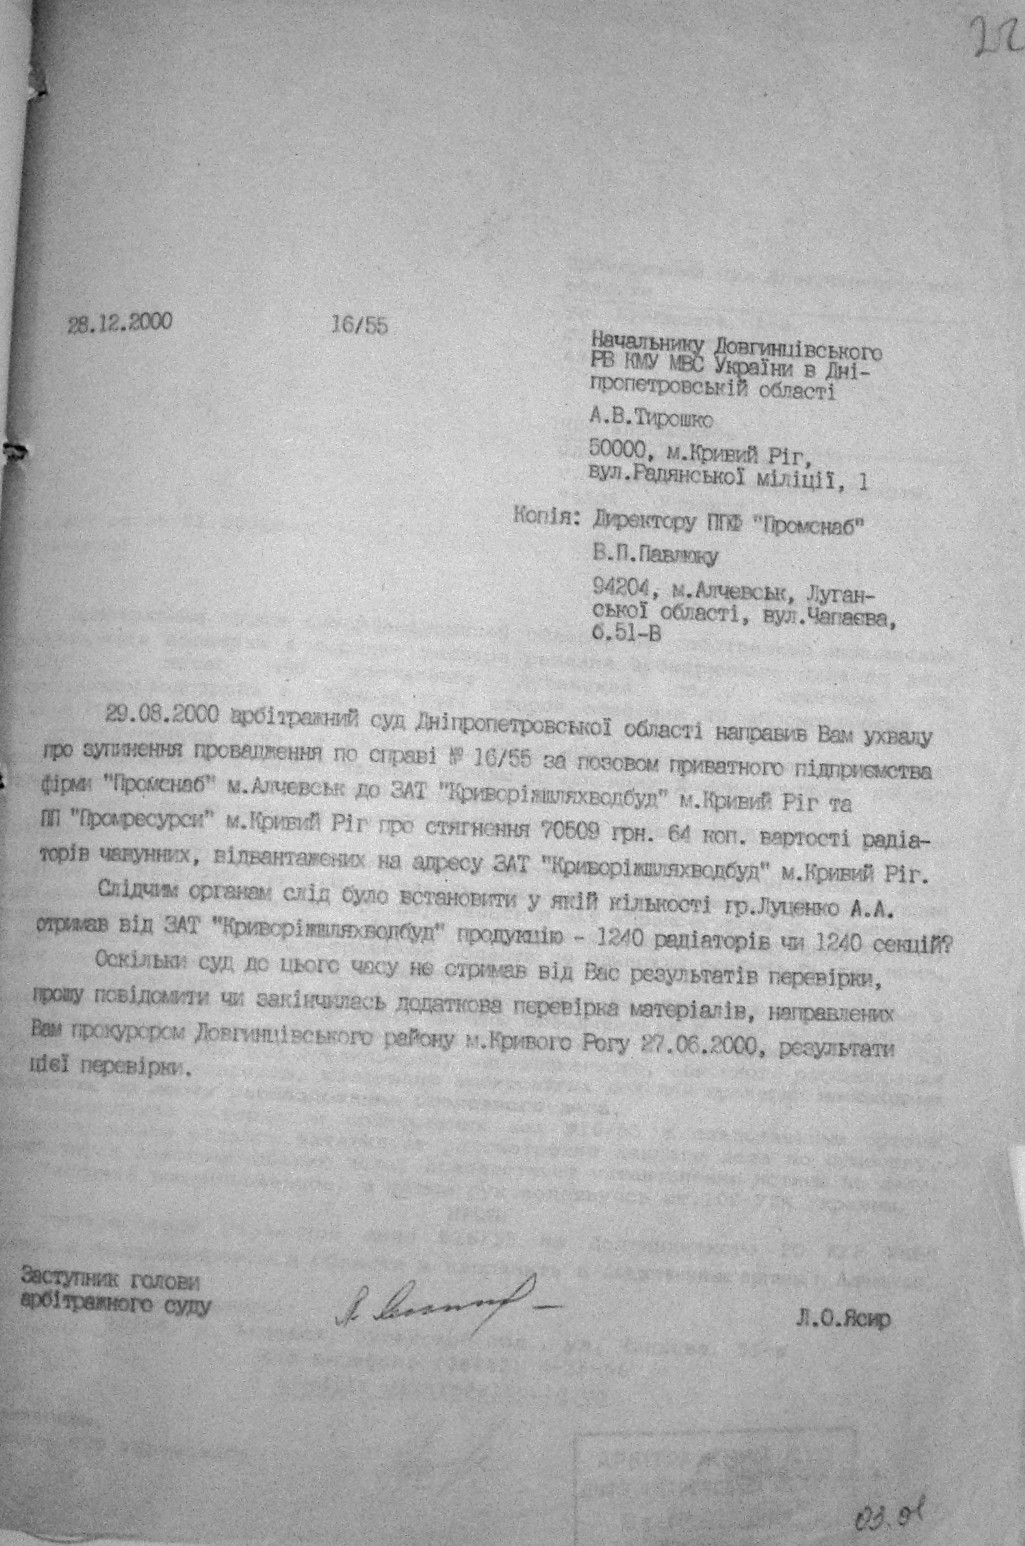 22
28.12.2000 16/55
Начальнику Довгинцівського
РВ КМУ МВС України в Дні-
пропетровській області
А.В.Тирошко
50000, м.Кривий Ріг,
вул.Радянської міліції, 1
Копія: Директору ППФ "Промснаб"
В.П.Павлюку
94204, м.Алчевськ, Луган-
ської області, вул.Чапаєва,
б.51-В
29.08.2000 арбітражний суд Дніпропетровської області направив Вам ухвалу
про зупинення провадження по справі № 16/55 за позовом приватного підприємства
фірми "Промснаб" м.Алчевськ до ЗАТ "Криворіжшляхводбуд" м.Кривий Ріг та
ПП "Промресурси" м.Кривий Ріг про стягнення 70509 грн. 64 коп. вартості радіа-
торів чавунних, відвантажених на адресу ЗАТ "Криворіжшляхводбуд" м.Кривий Ріг.
Слідчим органам слід було встановити у якій кількості гр.Луценко А.А.
отримав від ЗАТ "Криворіжшляхводбуд" продукцію - 1240 радіаторів чи 1240 секцій?
Оскільки суд до цього часу не отримав від Вас результатів перевірки,
прошу повідомити чи закінчилась додаткова перевірка матеріалів, направлених
Вам прокурором Довгинцівського району м.Кривого Рогу 27.06.2000, результати
цієї перевірки.
Заступник голови
арбітражного суду
Л.О.Ясир
03.01